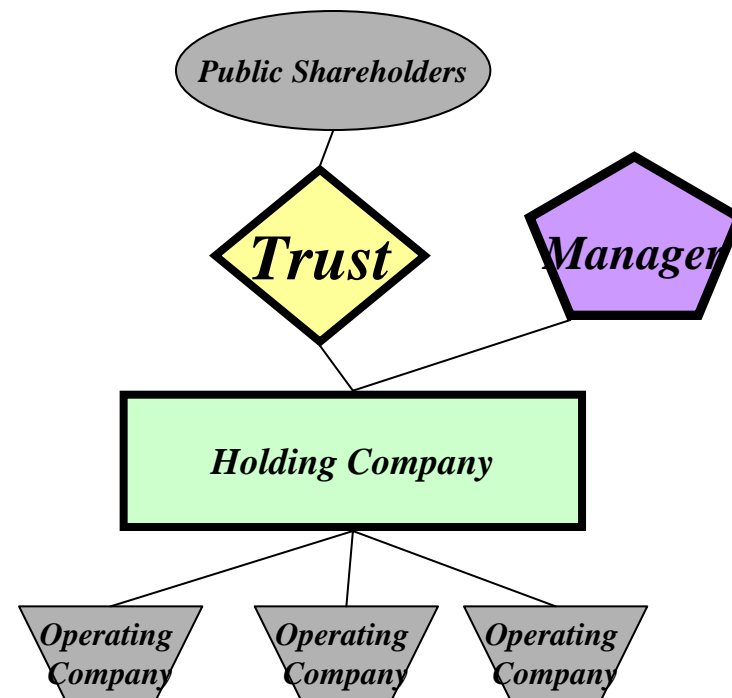 Public Shareholders
Trust
Manager
Holding Company
Operating
Company
Operating
Company
Operating
Company